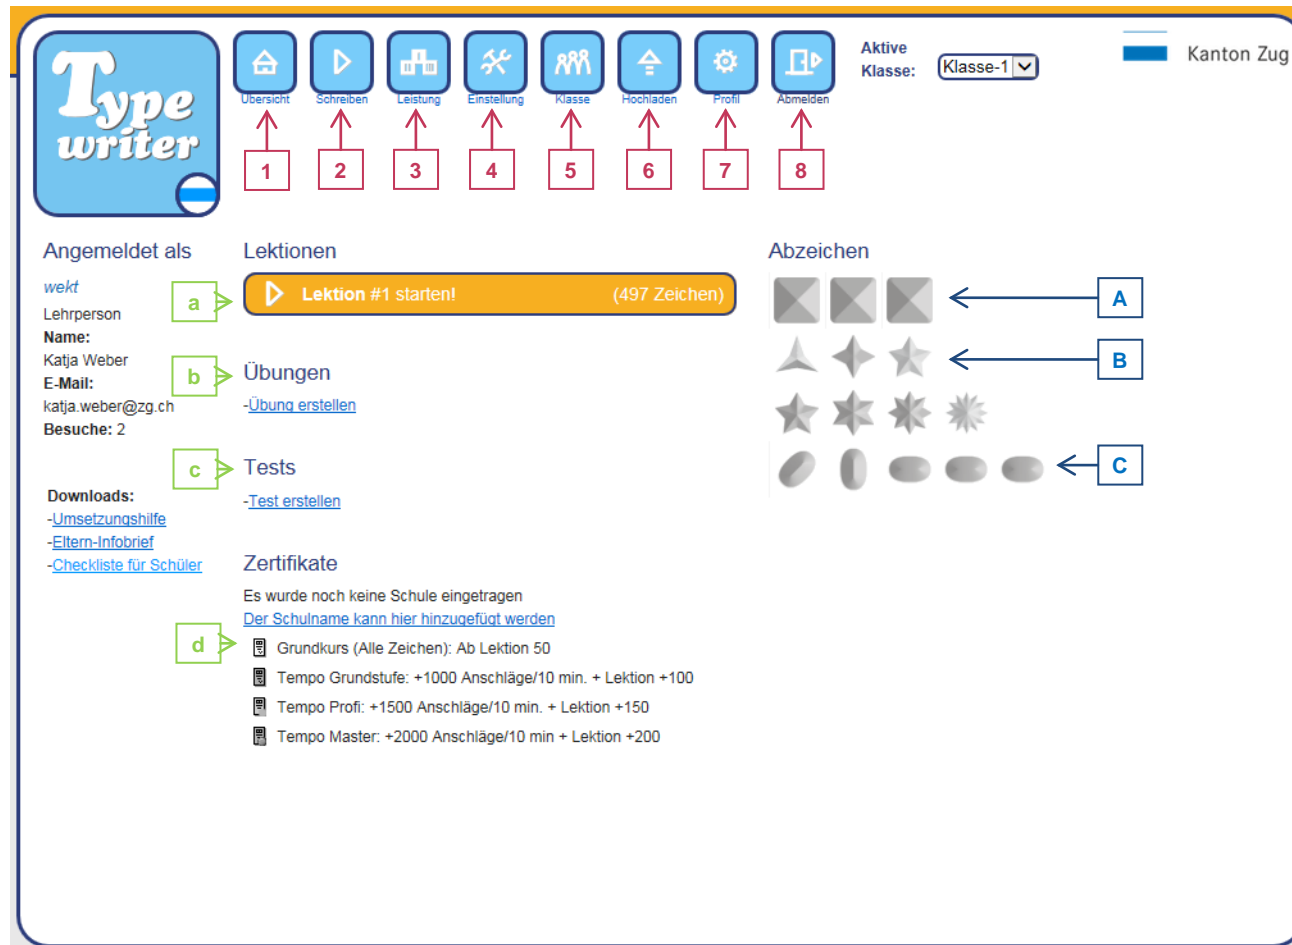 Type
writer
Übersicht
Schreiben
Leistung
Einstellung
Klasse
Hochladen
Profil
Abmelden
Aktive
Klasse:
Klasse-1
Kanton Zug
1
2
3
4
5
6
7
8
Angemeldet als
wekt
Lehrperson
Name:
Katja Weber
E-Mail:
katja.weber@zg.ch
Besuche: 2
Downloads:
-Umsetzungshilfe
-Eltern-Infobrief
-Checkliste für Schüler
Lektionen
a
Lektion #1 starten! (497 Zeichen)
b
Übungen
-Übung erstellen
c
Tests
-Test erstellen
Zertifikate
Es wurde noch keine Schule eingetragen
Der Schulname kann hier hinzugefügt werden
d
Grundkurs (Alle Zeichen): Ab Lektion 50
Tempo Grundstufe: +1000 Anschläge/10 min. + Lektion +100
Tempo Profi: +1500 Anschläge/10 min. + Lektion +150
Tempo Master: +2000 Anschläge/10 min + Lektion +200
Abzeichen
A
B
C